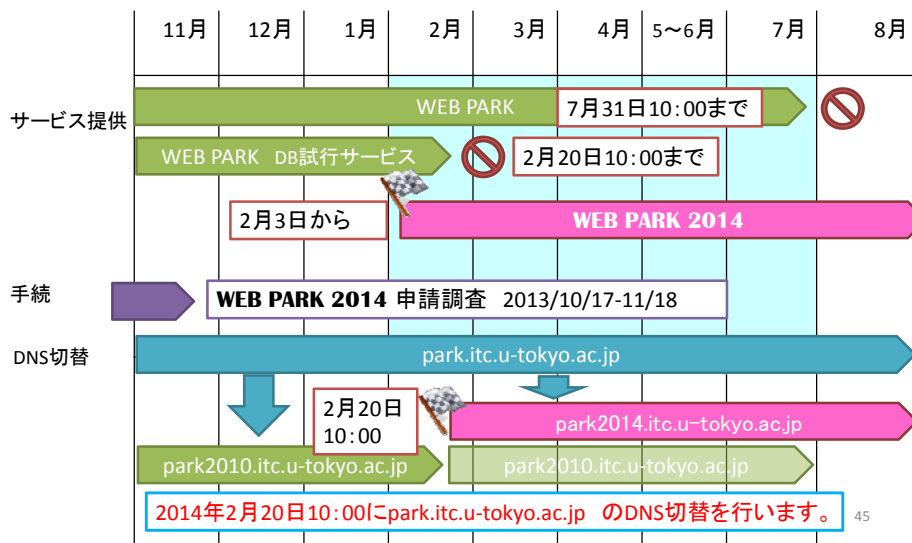 11月 12月 1月 2月 3月 4月 5～6月 7月 8月
サービス提供
WEB PARK
7月31日10：00まで
WEB PARK DB試行サービス
2月20日10：00まで
2月3日から
WEB PARK 2014
手続
WEB PARK 2014 申請調査 2013/10/17-11/18
DNS切替
park.itc.u-tokyo.ac.jp
2月20日
10：00
park2014.itc.u-tokyo.ac.jp
park2010.itc.u-tokyo.ac.jp
park2010.itc.u-tokyo.ac.jp
2014年2月20日10：00にpark.itc.u-tokyo.ac.jp のDNS切替を行います。
45